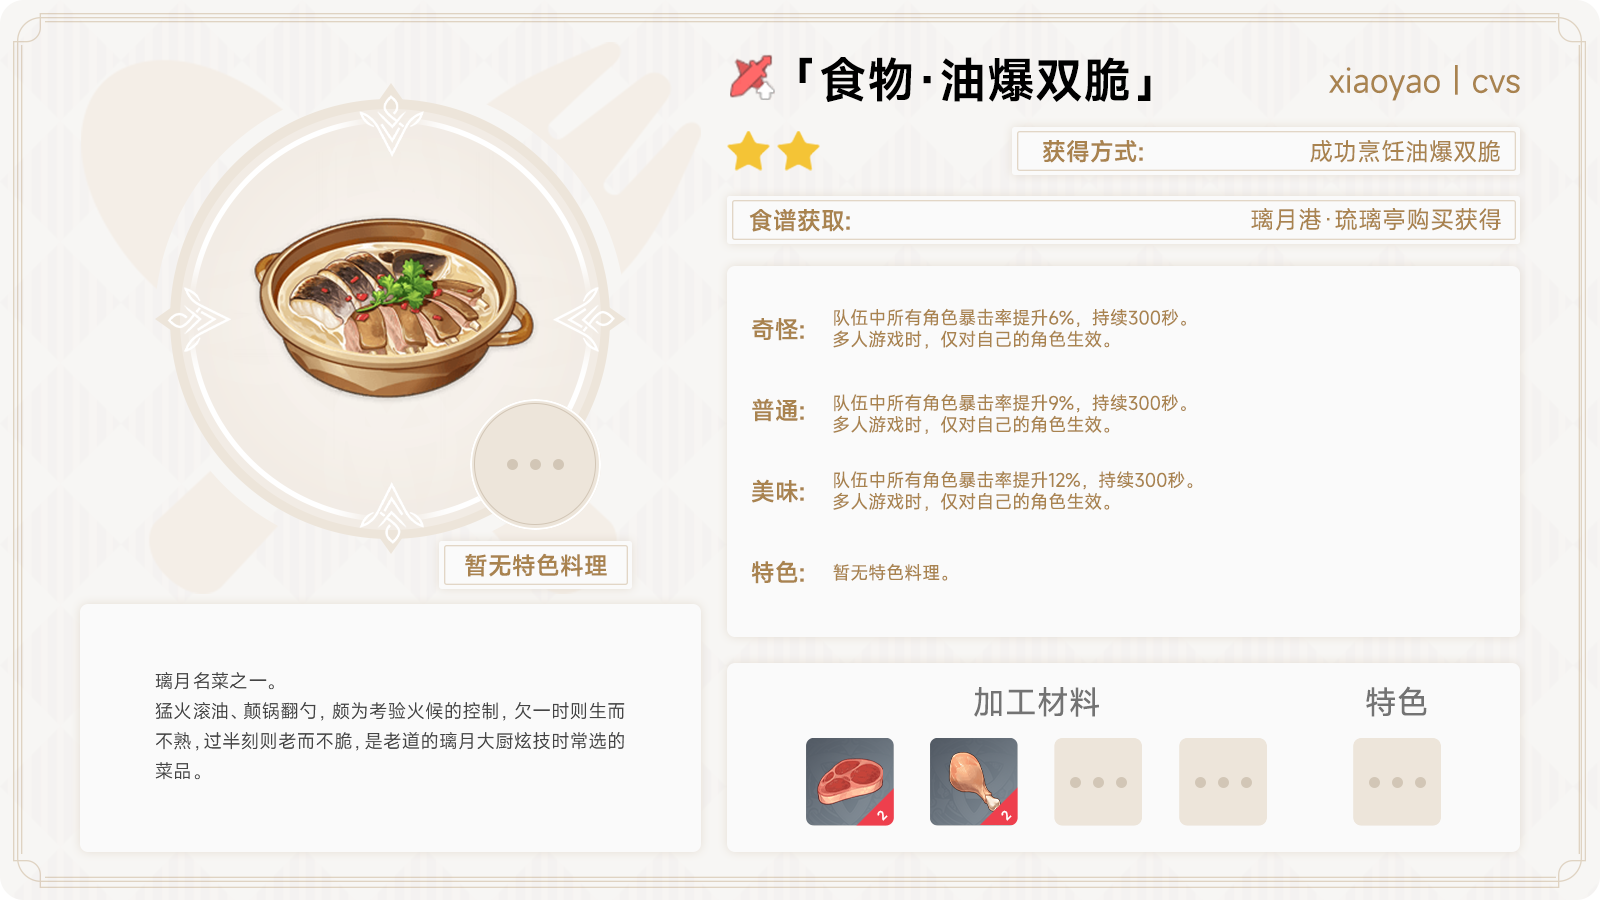 「食物·油爆双脆」
xiaoyao | cvs
获得方式:
成功烹饪油爆双脆
食谱获取:
璃月港·琉璃亭购买获得
奇怪:
队伍中所有角色暴击率提升6%，持续300秒。
多人游戏时，仅对自己的角色生效。
普通:
队伍中所有角色暴击率提升9%，持续300秒。
多人游戏时，仅对自己的角色生效。
美味:
队伍中所有角色暴击率提升12%，持续300秒。
多人游戏时，仅对自己的角色生效。
特色:
暂无特色料理。
暂无特色料理
璃月名菜之一。
猛火滚油、颠锅翻勺，颇为考验火候的控制，欠一时则生而
不熟，过半刻则老而不脆，是老道的璃月大厨炫技时常选的
菜品。
加工材料
特色
2
2